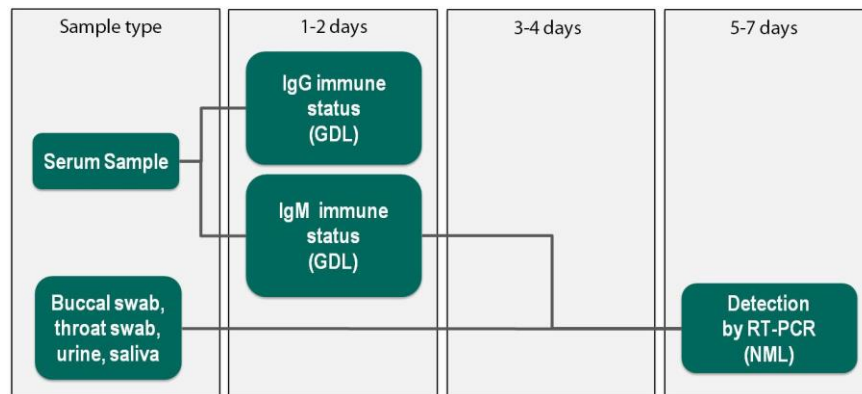 Sample type
1-2 days
3-4 days
5-7 days
IgG immune
status
(GDL)
Serum Sample
IgM immune
status
(GDL)
Buccal swab,
throat swab,
urine, saliva
Detection
by RT-PCR
(NML)